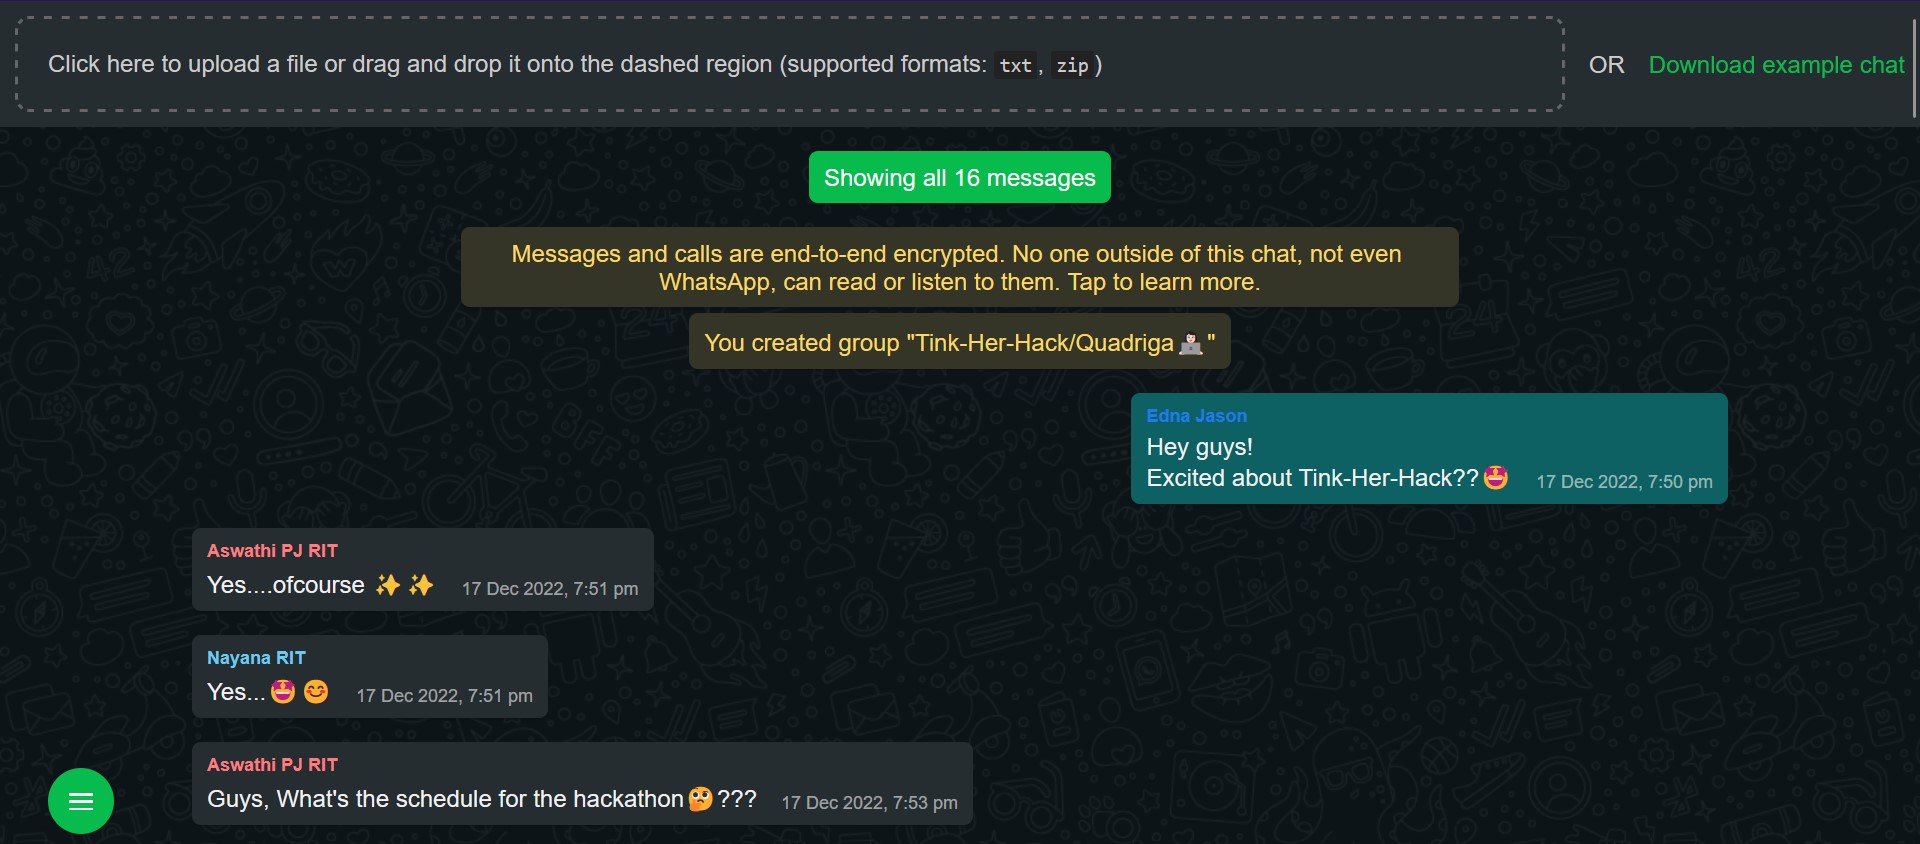 Click here to upload a file or drag and drop it onto the dashed region (supported formats: txt, zip)
OR
Download example chat
Showing all 16 messages
Messages and calls are end-to-end encrypted. No one outside of this chat, not even
WhatsApp, can read or listen to them. Tap to learn more.
You created group "Tink-Her-Hack/Quadriga👩🏻‍💻"
Edna Jason
Hey guys!
Excited about Tink-Her-Hack??🤩 17 Dec 2022, 7:50 pm
Aswathi PJ RIT
Yes....ofcourse ✨ ✨ 17 Dec 2022, 7:51 pm
Nayana RIT
Yes...🤩 😊 17 Dec 2022, 7:51 pm
Aswathi PJ RIT
Guys, What's the schedule for the hackathon🤔??? 17 Dec 2022, 7:53 pm